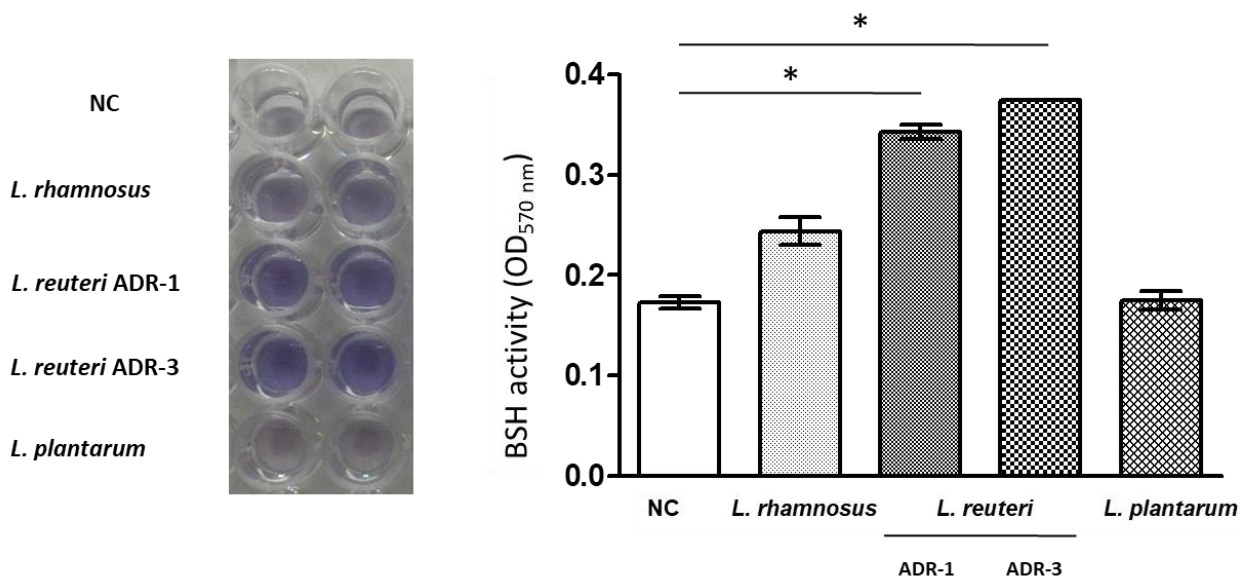 NC
L. rhamnosus
L. reuteri ADR-1
L. reuteri ADR-3
L. plantarum
*
*
BSH activity (OD570 nm)
0.4
0.3
0.2
0.1
0.0
NC L. rhamnosus L. reuteri L. plantarum
ADR-1 ADR-3